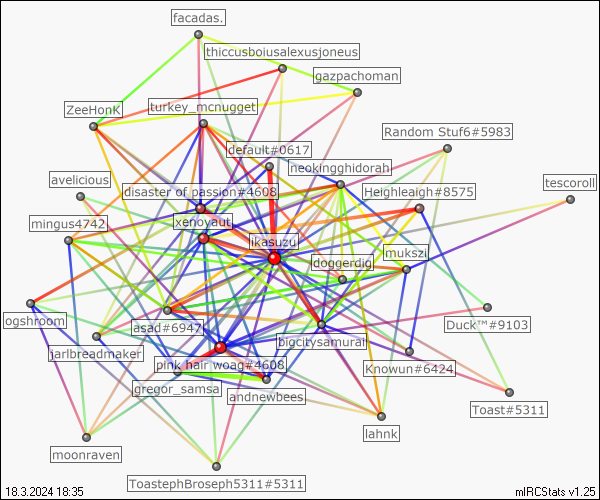 facadas.
thiccusboiusalexusjoneus
gazpachoman
ZeeHonK
turkey_mcnugget
Random Stuf6#5983
default#0617
neokingghidorah
avelicious
disaster of passion#4608
Heighleaigh#8575
tescoroll
mingus4742
xenovaut
ikasuzu
mukszi
doggerdig
ogshroom
asad#6947
Duck™#9103
bigcitysamurai
jarlbreadmaker
pink hair woag#4608
Knowun#6424
gregor_samsa
andnewbees
Toast#5311
lahnk
moonraven
ToastephBroseph5311#5311
18.3.2024 18:35
mIRCStats v1.25